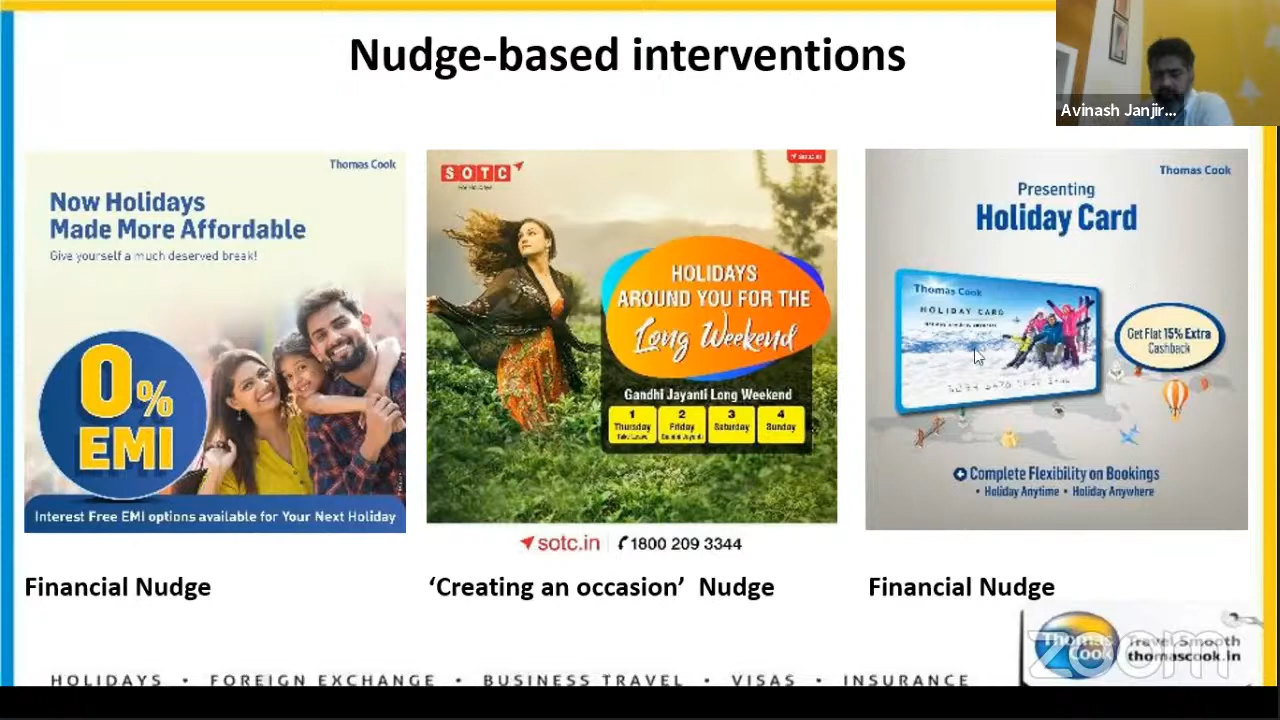 Nudge-based interventions
Avinash Janjir...
Thomas Cook
Now Holidays
Made More Affordable
Give yourself a much deserved break!
0%
EMI
Interest Free EMI options available for Your Next Holiday
SOTC
HOLIDAYS
AROUND YOU FOR THE
Long Weekend
Gandhi Jayanti Long Weekend
1 2 3 4
Thursday Friday Saturday Sunday
Take Leave Gandhi Jayanti
sotc.in 1800 209 3344
Thomas Cook
Presenting
Holiday Card
Thomas Cook
HOLIDAY CARD
Get Flat 15% Extra
Cashback
Complete Flexibility on Bookings
• Holiday Anytime • Holiday Anywhere
Financial Nudge
‘Creating an occasion’ Nudge
Financial Nudge
Thomas
Cook
Travel Smooth
thomascook.in
zoom
HOLIDAYS • FOREIGN EXCHANGE • BUSINESS TRAVEL • VISAS • INSURANCE